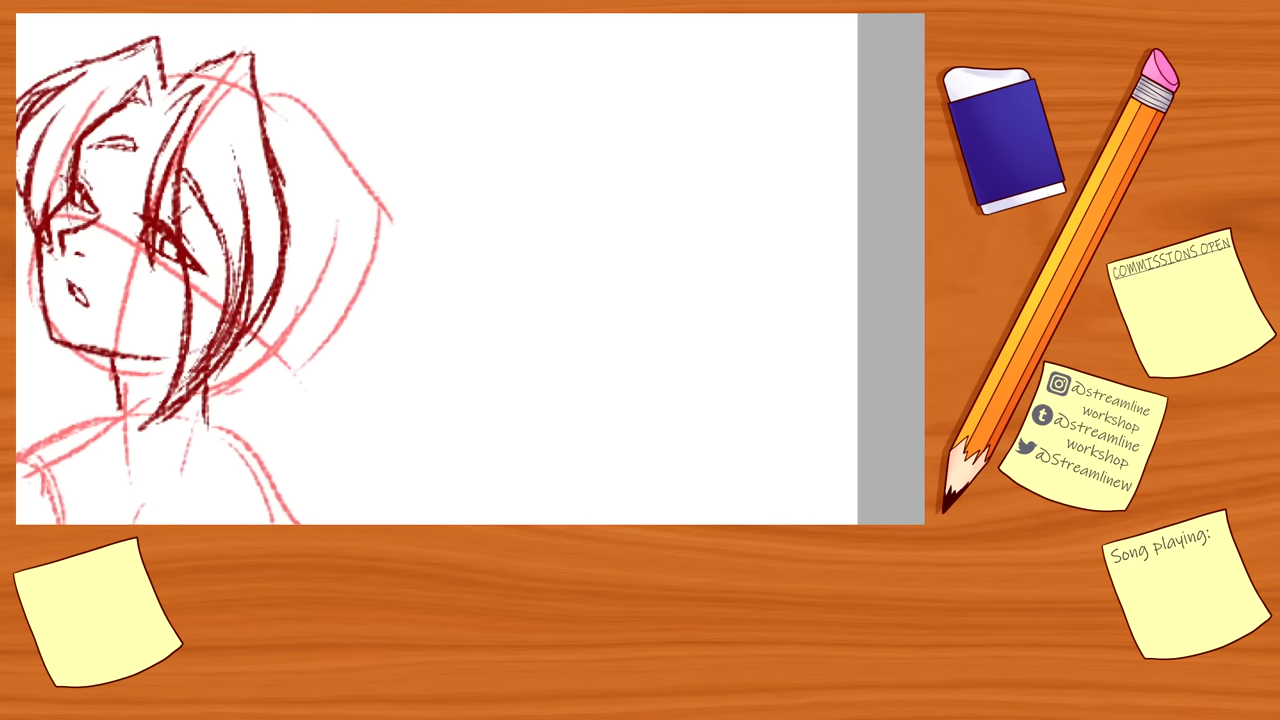 COMMISSIONS OPEN
@streamline
workshop
@streamline
workshop
@Streamlinew
Song playing: